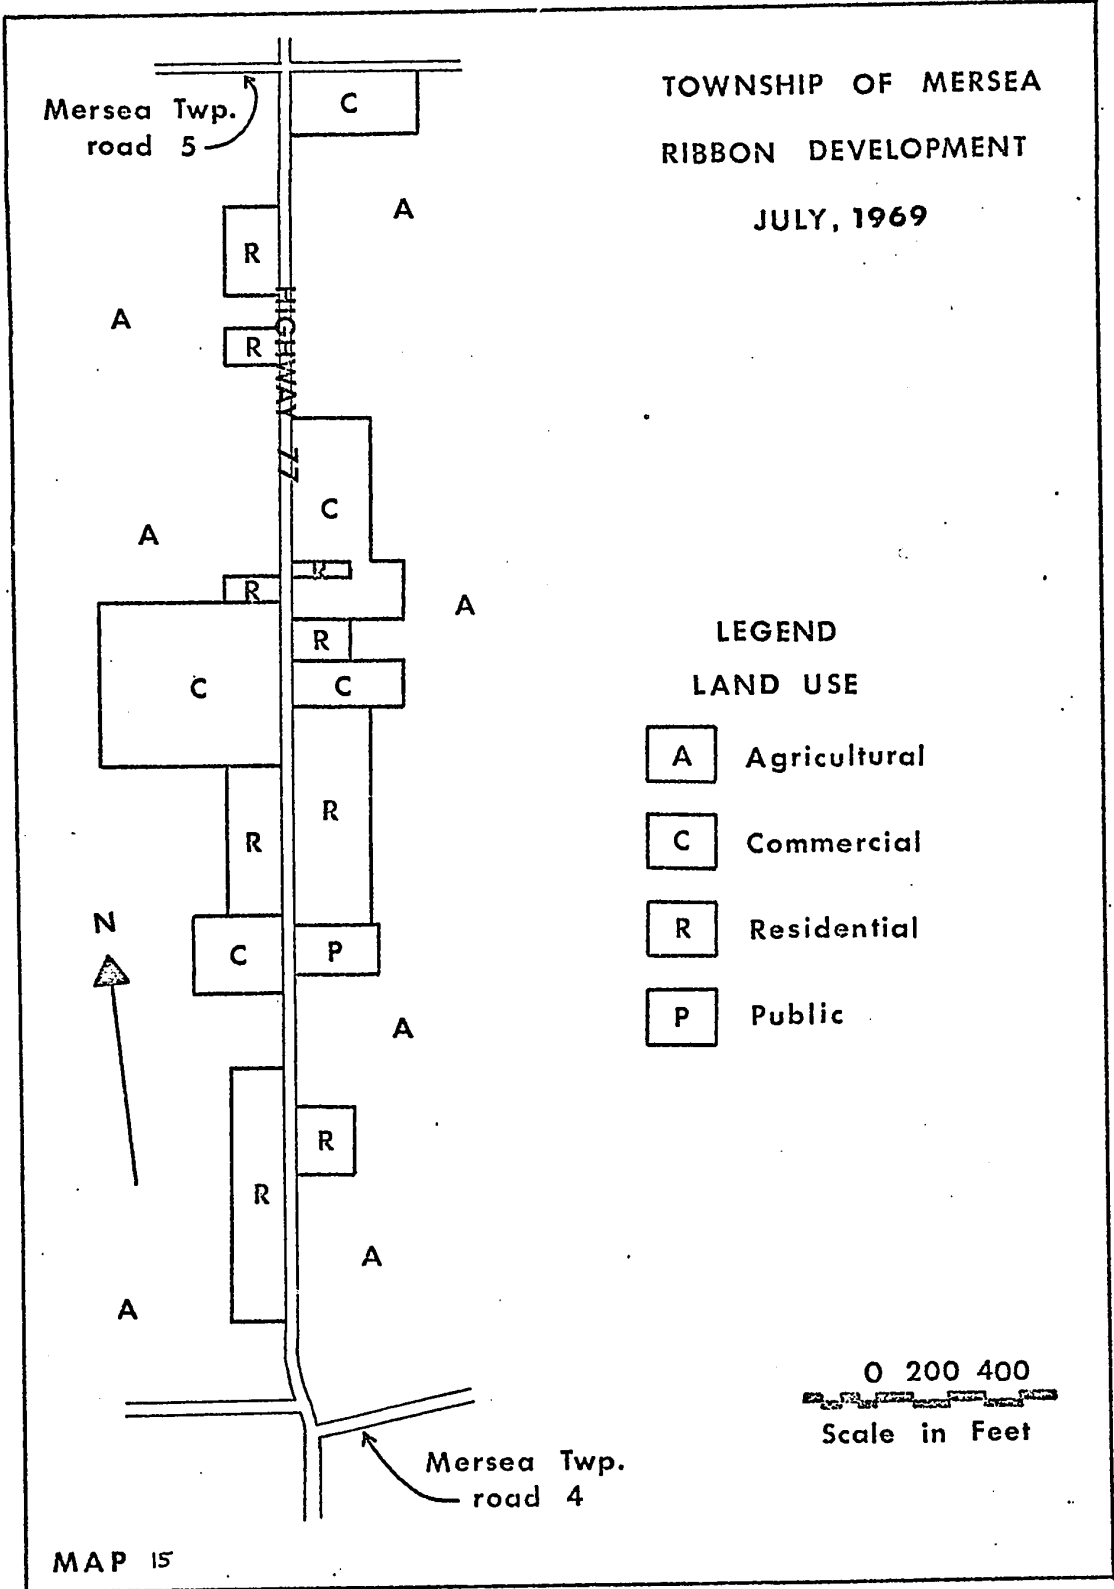 TOWNSHIP OF MERSEA
RIBBON DEVELOPMENT
JULY, 1969
Mersea Twp.
road 5
C
A
R
A
R
HIGHWAY 77
C
A
R
R
A
R
C
C
R
R
C
P
N
A
R
R
A
A
LEGEND
LAND USE
A Agricultural
C Commercial
R Residential
P Public
0 200 400
Scale in Feet
Mersea Twp.
road 4
MAP 15